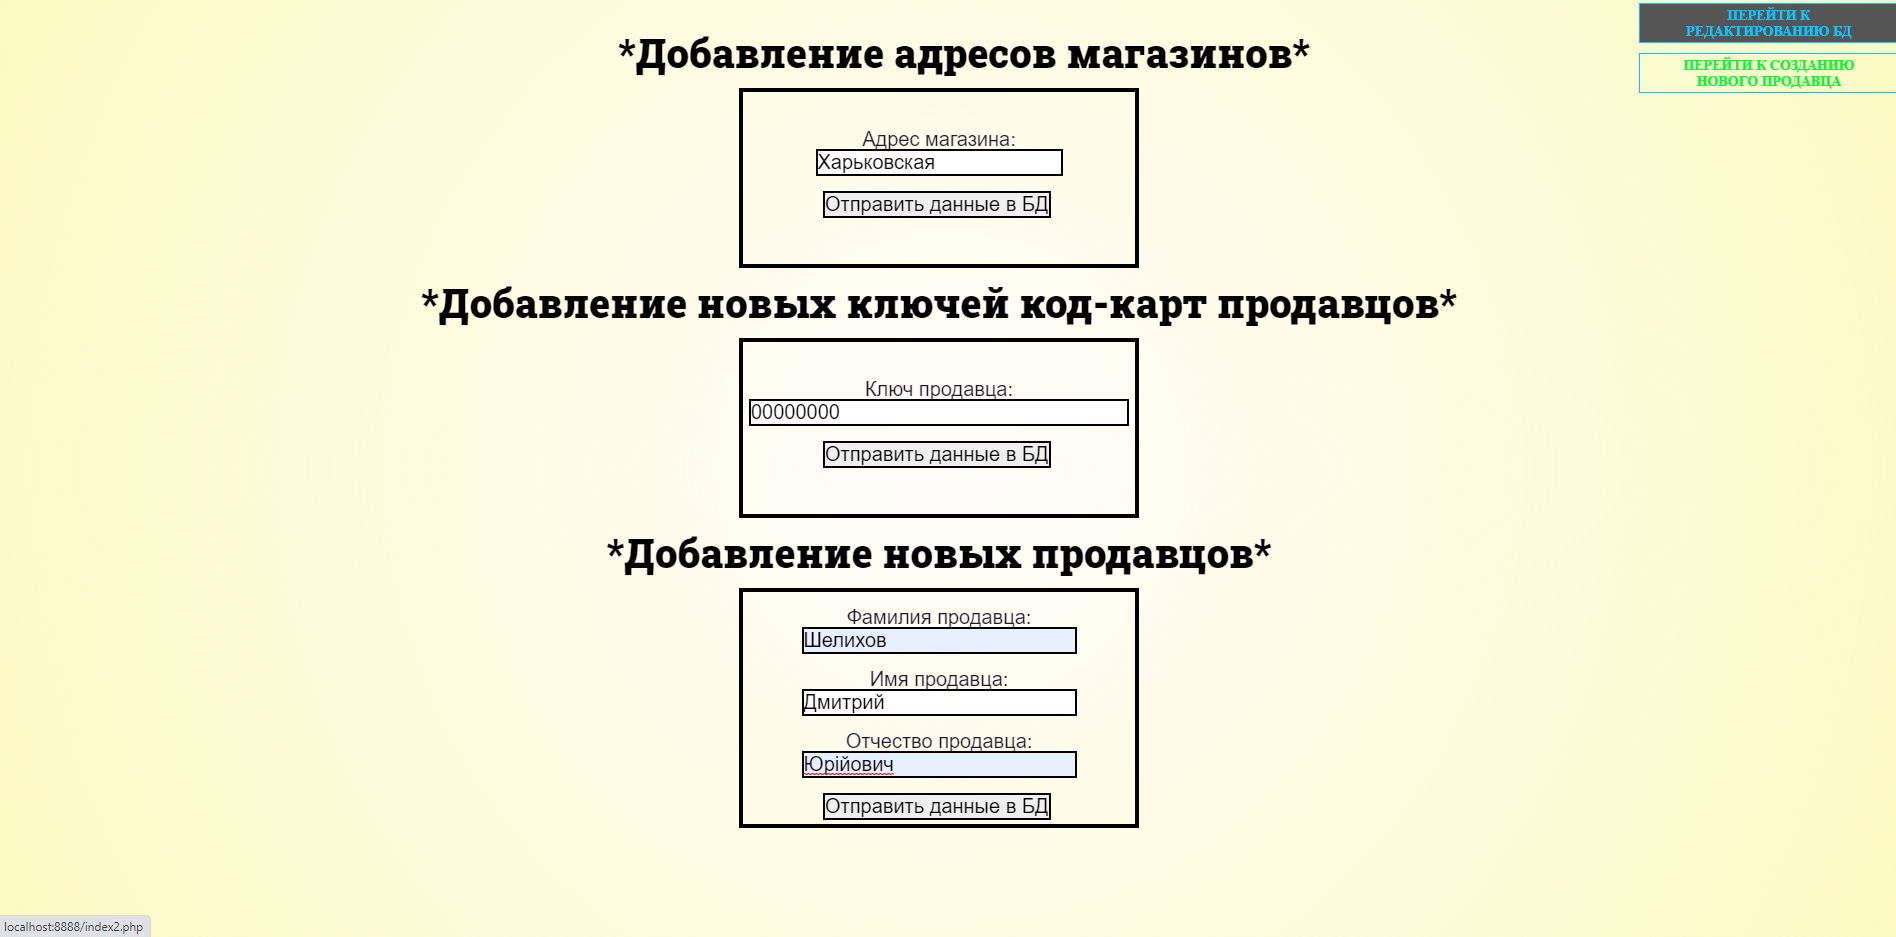 ПЕРЕЙТИ К
РЕДАКТИРОВАНИЮ БД
ПЕРЕЙТИ К СОЗДАНИЮ
НОВОГО ПРОДАВЦА
*Добавление адресов магазинов*
Адрес магазина:
Харьковская
Отправить данные в БД
*Добавление новых ключей код-карт продавцов*
Ключ продавца:
00000000
Отправить данные в БД
*Добавление новых продавцов*
Фамилия продавца:
Шелихов
Имя продавца:
Дмитрий
Отчество продавца:
Юрійович
Отправить данные в БД
localhost:8888/index2.php